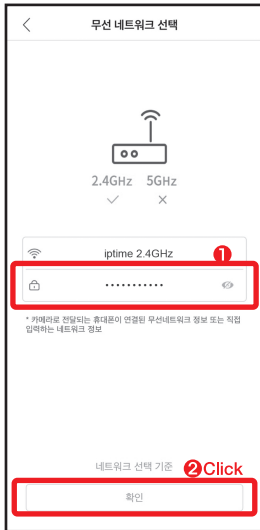 무선 네트워크 선택
2.4GHz 5GHz
iptime 2.4GHz ❶
•••••••••••
* 카메라로 전달되는 휴대폰이 연결된 무선네트워크 정보 또는 직접
입력하는 네트워크 정보
네트워크 선택 기준 ❷Click
확인